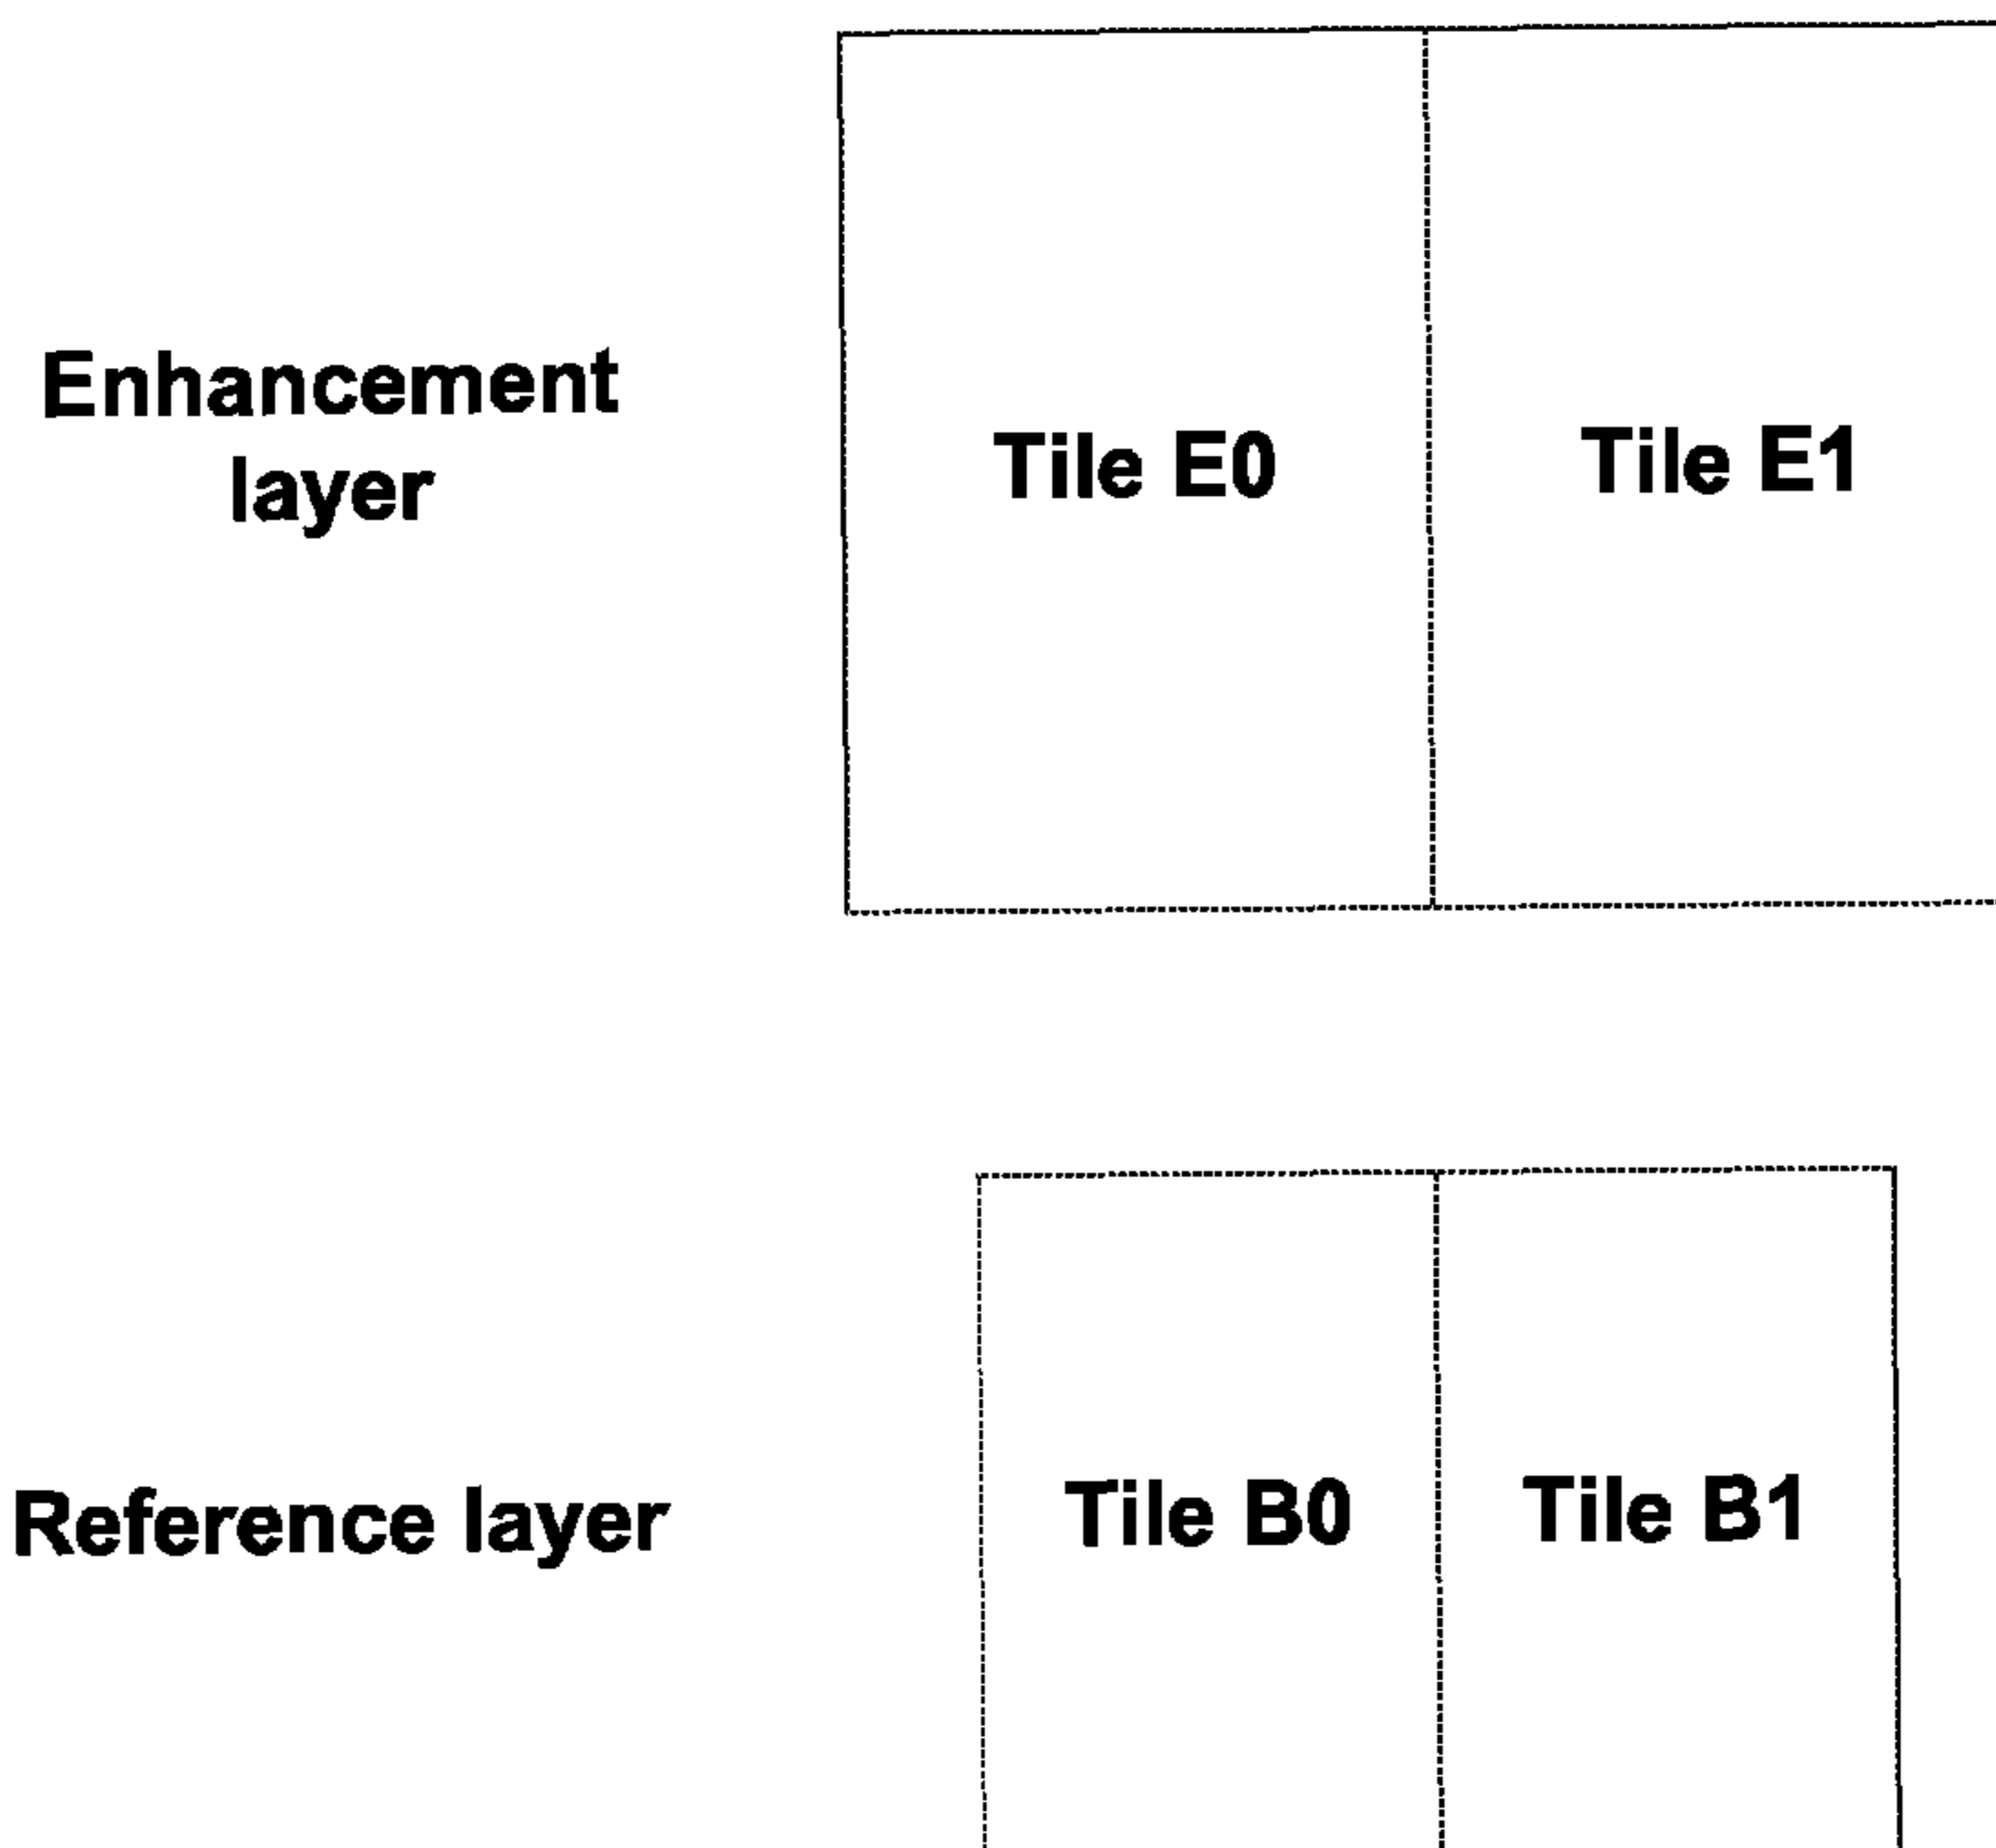 Enhancement
layer
Tile E0
Tile E1
Reference layer
Tile B0
Tile B1